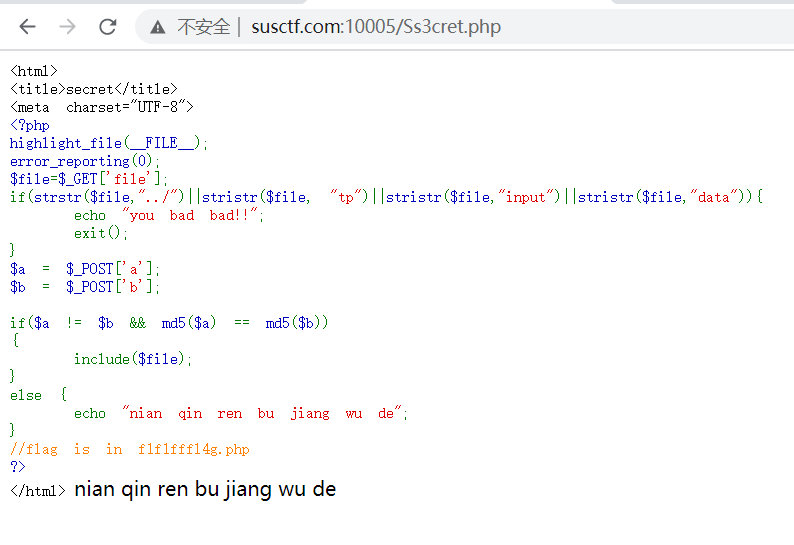 不安全 | susctf.com:10005/Ss3cret.php
<html>
<title>secret</title>
<meta charset="UTF-8">
<?php
highlight_file(__FILE__);
error_reporting(0);
$file=$_GET['file'];
if(strstr($file,"../")||stristr($file, "tp")||stristr($file,"input")||stristr($file,"data")){
        echo "you bad bad!!";
        exit();
}
$a = $_POST['a'];
$b = $_POST['b'];
if($a != $b && md5($a) == md5($b))
{
        include($file);
}
else {
        echo "nian qin ren bu jiang wu de";
}
//flag is in f1f1fff14g.php
?>
</html> nian qin ren bu jiang wu de